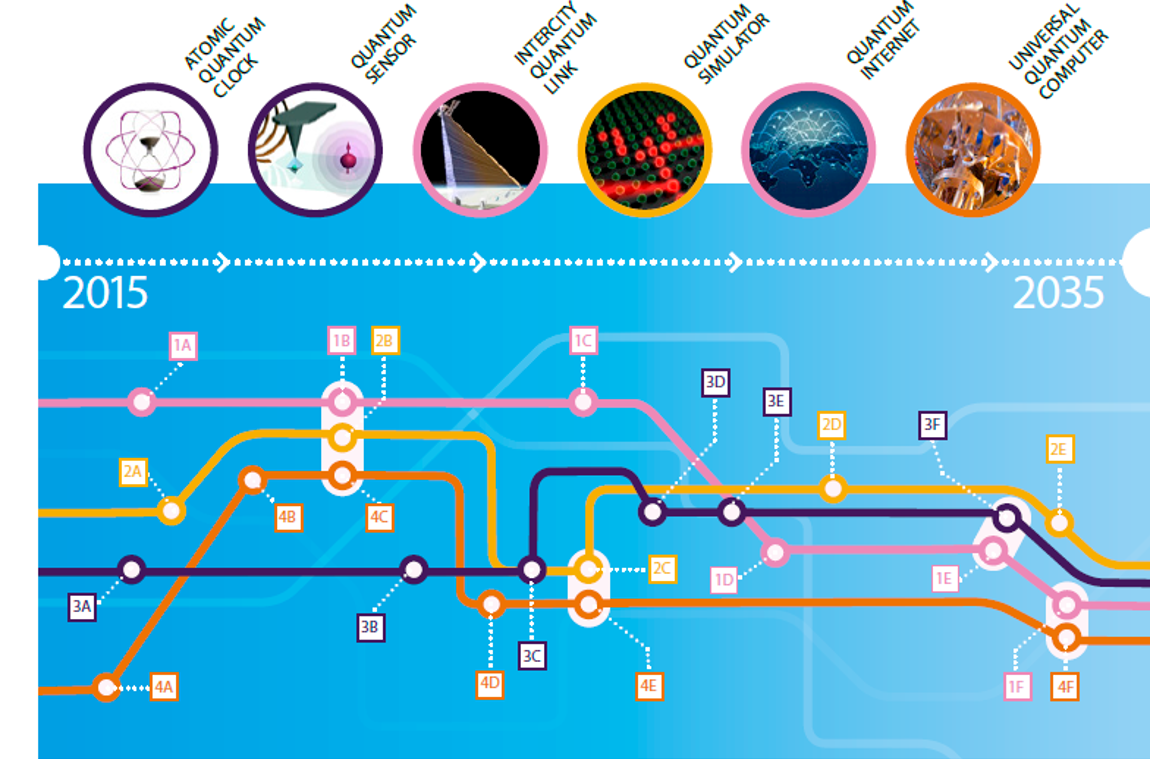 ATOMIC
QUANTUM
CLOCK
QUANTUM
SENSOR
INTERCITY
QUANTUM
LINK
QUANTUM
SIMULATOR
QUANTUM
INTERNET
UNIVERSAL
QUANTUM
COMPUTER
2015
2035
1A
1B
2B
1C
3D
3E
2D
3F
2E
2A
4B
4C
2C
1D
1E
3A
3B
3C
4A
4D
4E
1F
4F